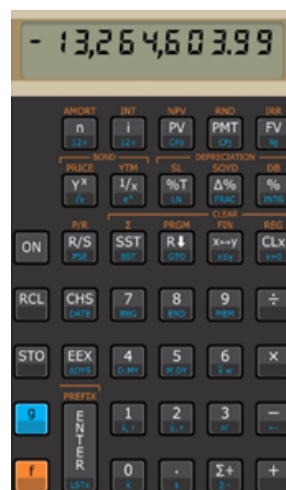 - 13,264,603.99
AMORT INT NPV RND IRR
n i PV PMT FV
12× 12÷ CFo CFj Nj
BOND DEPRECIATION
PRICE YTM SL SOYD DB
Yˣ 1/x %T Δ% %
√x eˣ LN FRAC INTG
CLEAR
P/R Σ PRGM FIN REG
ON R/S SST R⬇ x↔y CLx
PSE BST GTO x≤y x=0
RCL CHS 7 8 9 ÷
DATE BEG END MEM
STO EEX 4 5 6 ×
ΔDYS D.MY M.DY x̄ w
PREFIX
g ENTER 1 2 3 −
x̂, r ŷ, r n!
f 0 . Σ+ +
LSTx x̄ s Σ−